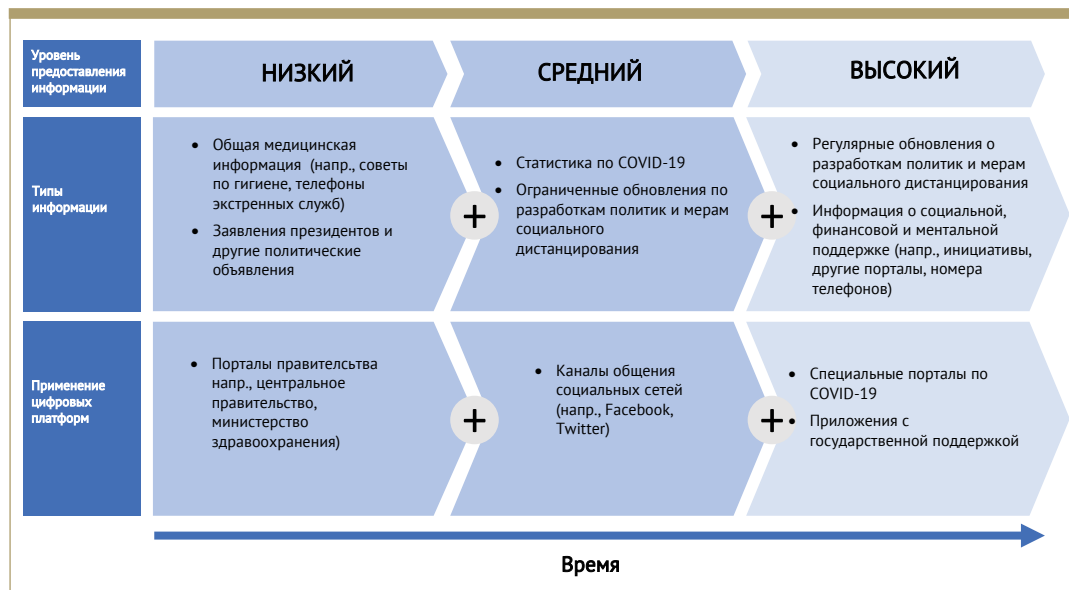 Уровень
предоставления
информации
НИЗКИЙ
СРЕДНИЙ
ВЫСОКИЙ
Типы
информации
• Общая медицинская
информация (напр., советы
по гигиене, телефоны
экстренных служб)
• Заявления президентов и
другие политические
объявления
+
• Статистика по COVID-19
• Ограниченные обновления по
разработкам политик и мерам
социального
дистанцирования
+
• Регулярные обновления о
разработкам политик и мерам
социального дистанцирования
• Информация о социальной,
финансовой и ментальной
поддержке (напр., инициативы,
другие порталы, номера
телефонов)
Применение
цифровых
платформ
• Порталы правителсьтва
напр., центральное
правительство,
министерство
здравоохранения)
+
• Каналы общения
социальных сетей
(напр., Facebook,
Twitter)
+
• Специальные порталы по
COVID-19
• Приложения с
государственной поддержкой
Время